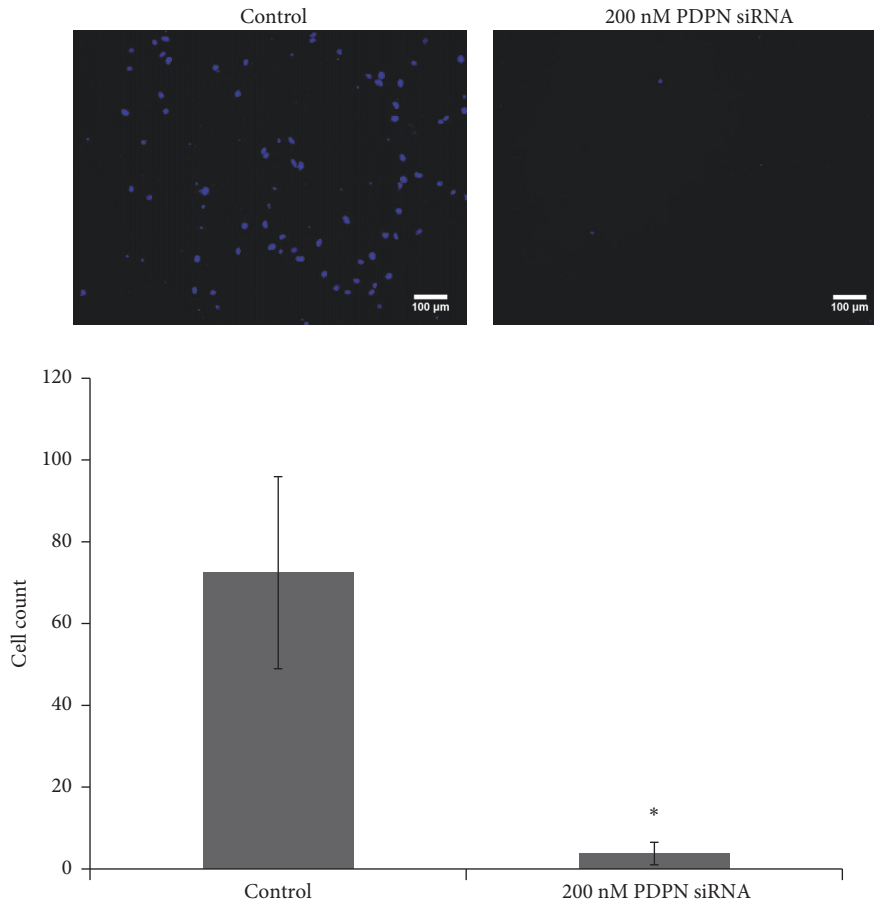 Control
200 nM PDPN siRNA
100 µm
100 µm
120
100
80
60
40
20
0
Cell count
*
Control
200 nM PDPN siRNA